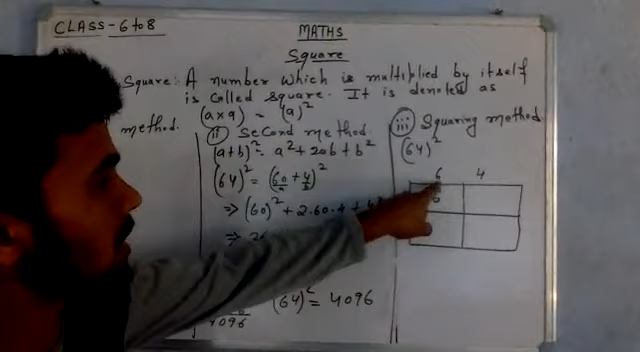 CLASS-6 to 8
MATHS
Square
Square:- A number which is multiplied by itself
is called square. It is denoted as
(a×a) = (a)²
method.
(ii) Second method.
(a+b)² = a²+2ab+b²
(64)² = (60+4)²
a
⇒ (60)² + 2.60.4 + 4²
⇒ 36
4096
(64)² = 4096
(iii) Squaring method
(64)²
6 4
6